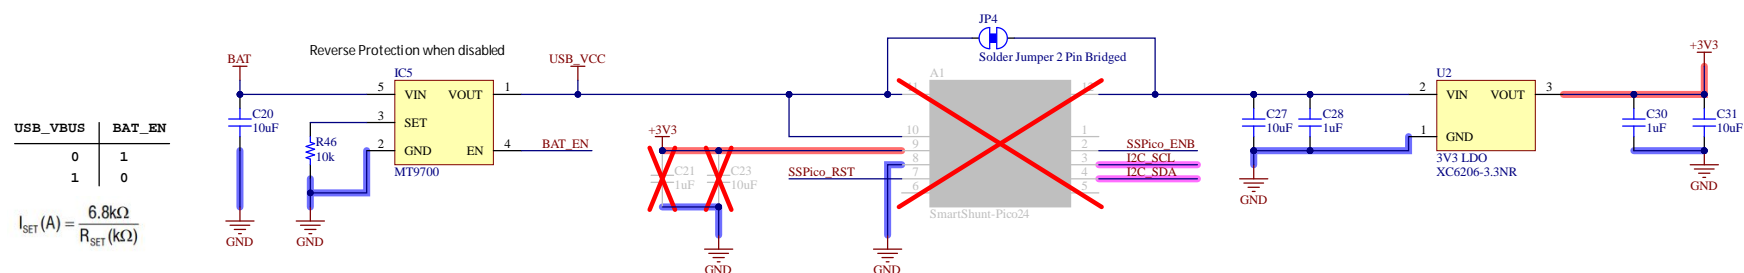 USB_VBUS BAT_EN
0 1
1 0
I_SET(A) = 6.8kΩ / R_SET(kΩ)
Reverse Protection when disabled
BAT
C20
10uF
GND
IC5
5 VIN VOUT 1
3 SET
2 GND EN 4
MT9700
R46
10k
GND
USB_VCC
BAT_EN
+3V3
C21
1uF
C23
10uF
GND
SSPico_RST
GND
JP4
Solder Jumper 2 Pin Bridged
A1
10
9
8
7
6
1
2
3
4
5
SmartShunt-Pico24
SSPico_ENB
I2C_SCL
I2C_SDA
C27
10uF
C28
1uF
GND
U2
2 VIN VOUT 3
1 GND
3V3 LDO
XC6206-3.3NR
+3V3
C30
1uF
C31
10uF
GND